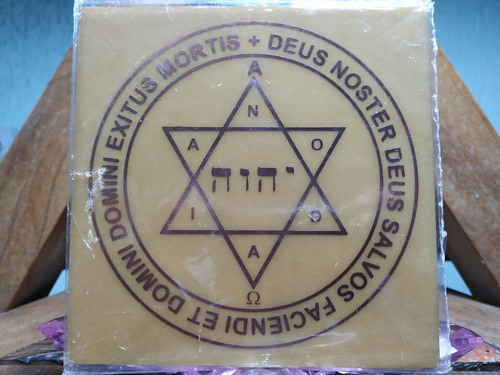 + DEUS NOSTER DEUS SALVOS FACIENDI ET DOMINI DOMINI EXITUS MORTIS
A
N
A O
יהוה
I
A
Ω